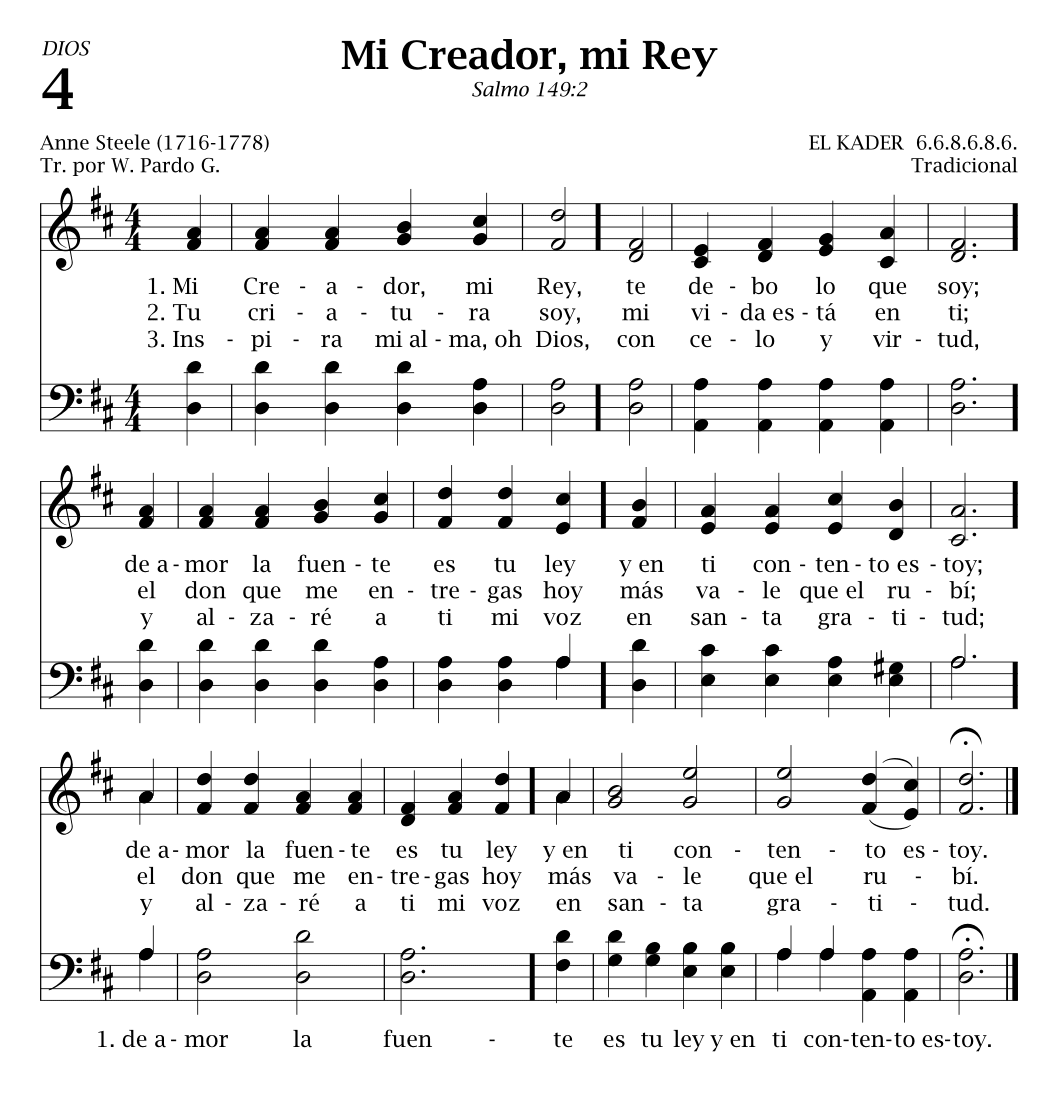 DIOS
4
Mi Creador, mi Rey
Salmo 149:2
Anne Steele (1716-1778)
Tr. por W. Pardo G.
EL KADER 6.6.8.6.8.6.
Tradicional
4
4
1. Mi Cre - a - dor, mi Rey, te de - bo lo que soy;
2. Tu cri - a - tu - ra soy, mi vi - da es - tá en ti;
3. Ins - pi - ra mi al - ma, oh Dios, con ce - lo y vir - tud,
4
4
de a - mor la fuen - te es tu ley y en ti con - ten - to es - toy;
el don que me en - tre - gas hoy más va - le que el ru - bí;
y al - za - ré a ti mi voz en san - ta gra - ti - tud;
de a - mor la fuen - te es tu ley y en ti con - ten - to es - toy.
el don que me en - tre - gas hoy más va - le que el ru - bí.
y al - za - ré a ti mi voz en san - ta gra - ti - tud.
1. de a - mor la fuen - te es tu ley y en ti con-ten-to es-toy.